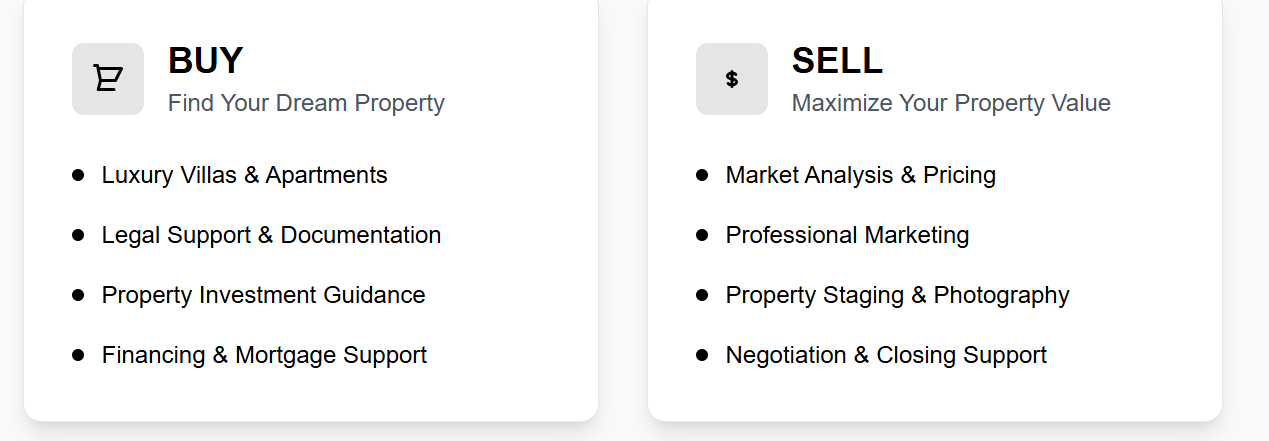 BUY
Find Your Dream Property
Luxury Villas & Apartments
Legal Support & Documentation
Property Investment Guidance
Financing & Mortgage Support
$
SELL
Maximize Your Property Value
Market Analysis & Pricing
Professional Marketing
Property Staging & Photography
Negotiation & Closing Support